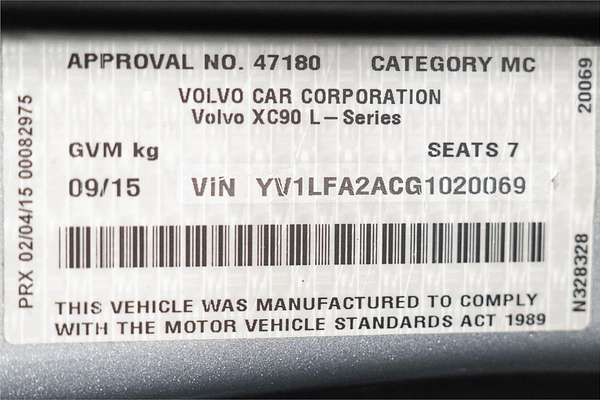 APPROVAL NO. 47180 CATEGORY MC
VOLVO CAR CORPORATION
Volvo XC90 L-Series
GVM kg SEATS 7
09/15 VIN YV1LFA2ACG1020069
THIS VEHICLE WAS MANUFACTURED TO COMPLY
WITH THE MOTOR VEHICLE STANDARDS ACT 1989
PRX 02/04/15 00082975
20069
N328328